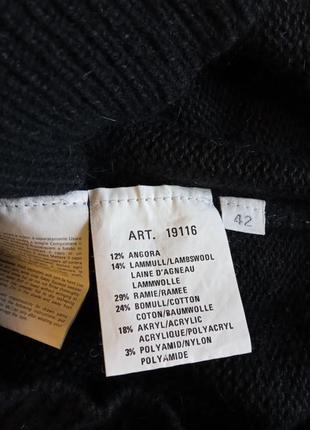 ART. 19116
12% ANGORA
14% LAMMULL/LAMBSWOOL
LAINE D'AGNEAU
LAMMWOLLE
29% RAMIE/RAMEE
24% BOMULL/COTTON
COTON/BAUMWOLLE
18% AKRYL/ACRYLIC
ACRYLIQUE/POLYACRYL
3% POLYAMID/NYLON
POLYAMIDE
42